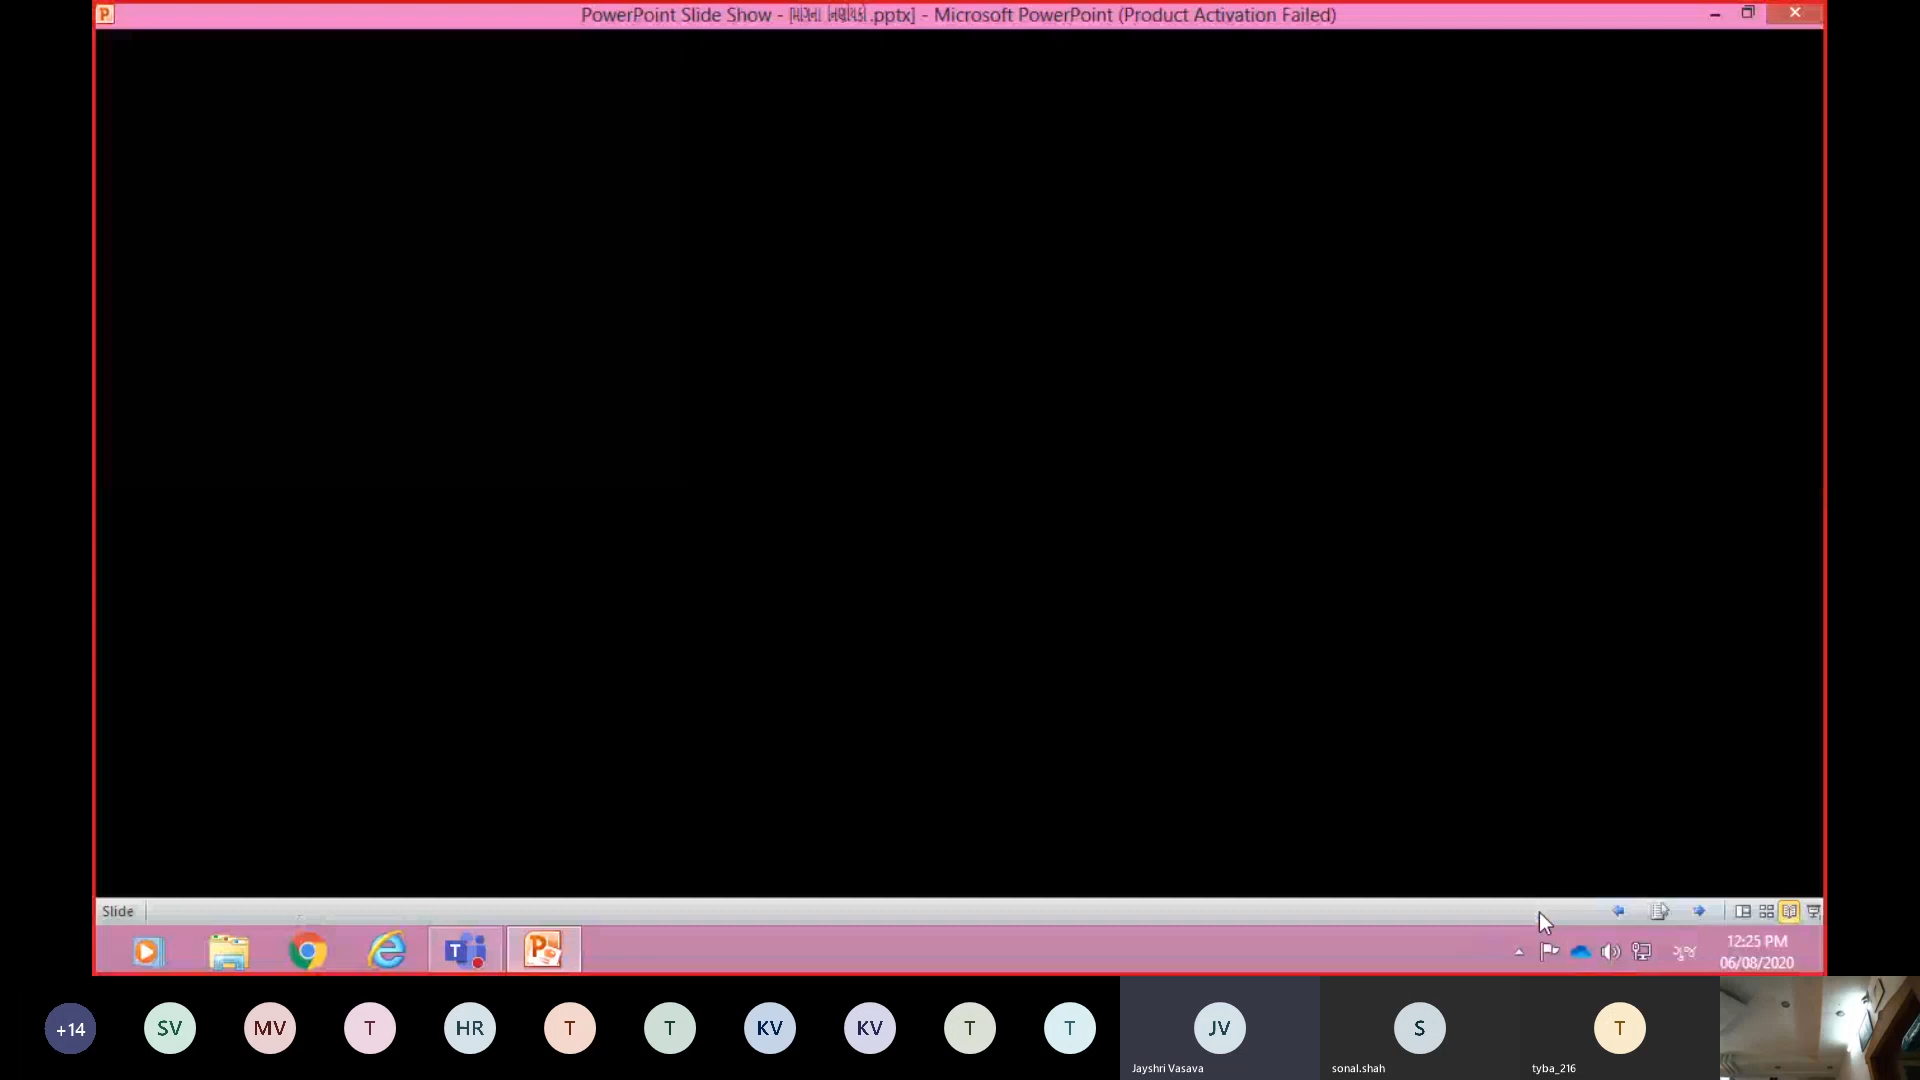 PowerPoint Slide Show - [ .pptx] - Microsoft PowerPoint (Product Activation Failed)
Slide
12:25 PM
06/08/2020
+14
SV
MV
T
HR
T
T
KV
KV
T
T
JV
S
T
Jayshri Vasava
sonal.shah
tyba_216